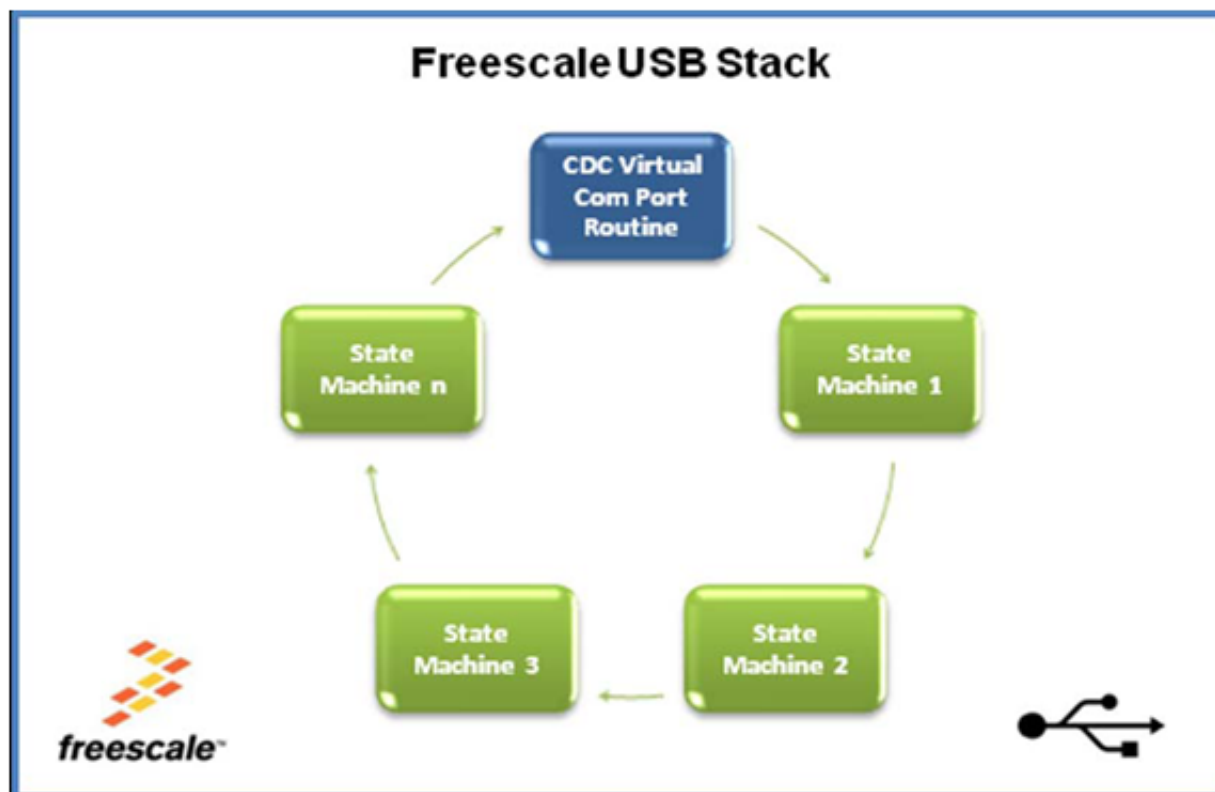 Freescale USB Stack
CDC Virtual
Com Port
Routine
State
Machine n
State
Machine 1
State
Machine 3
State
Machine 2
freescale™